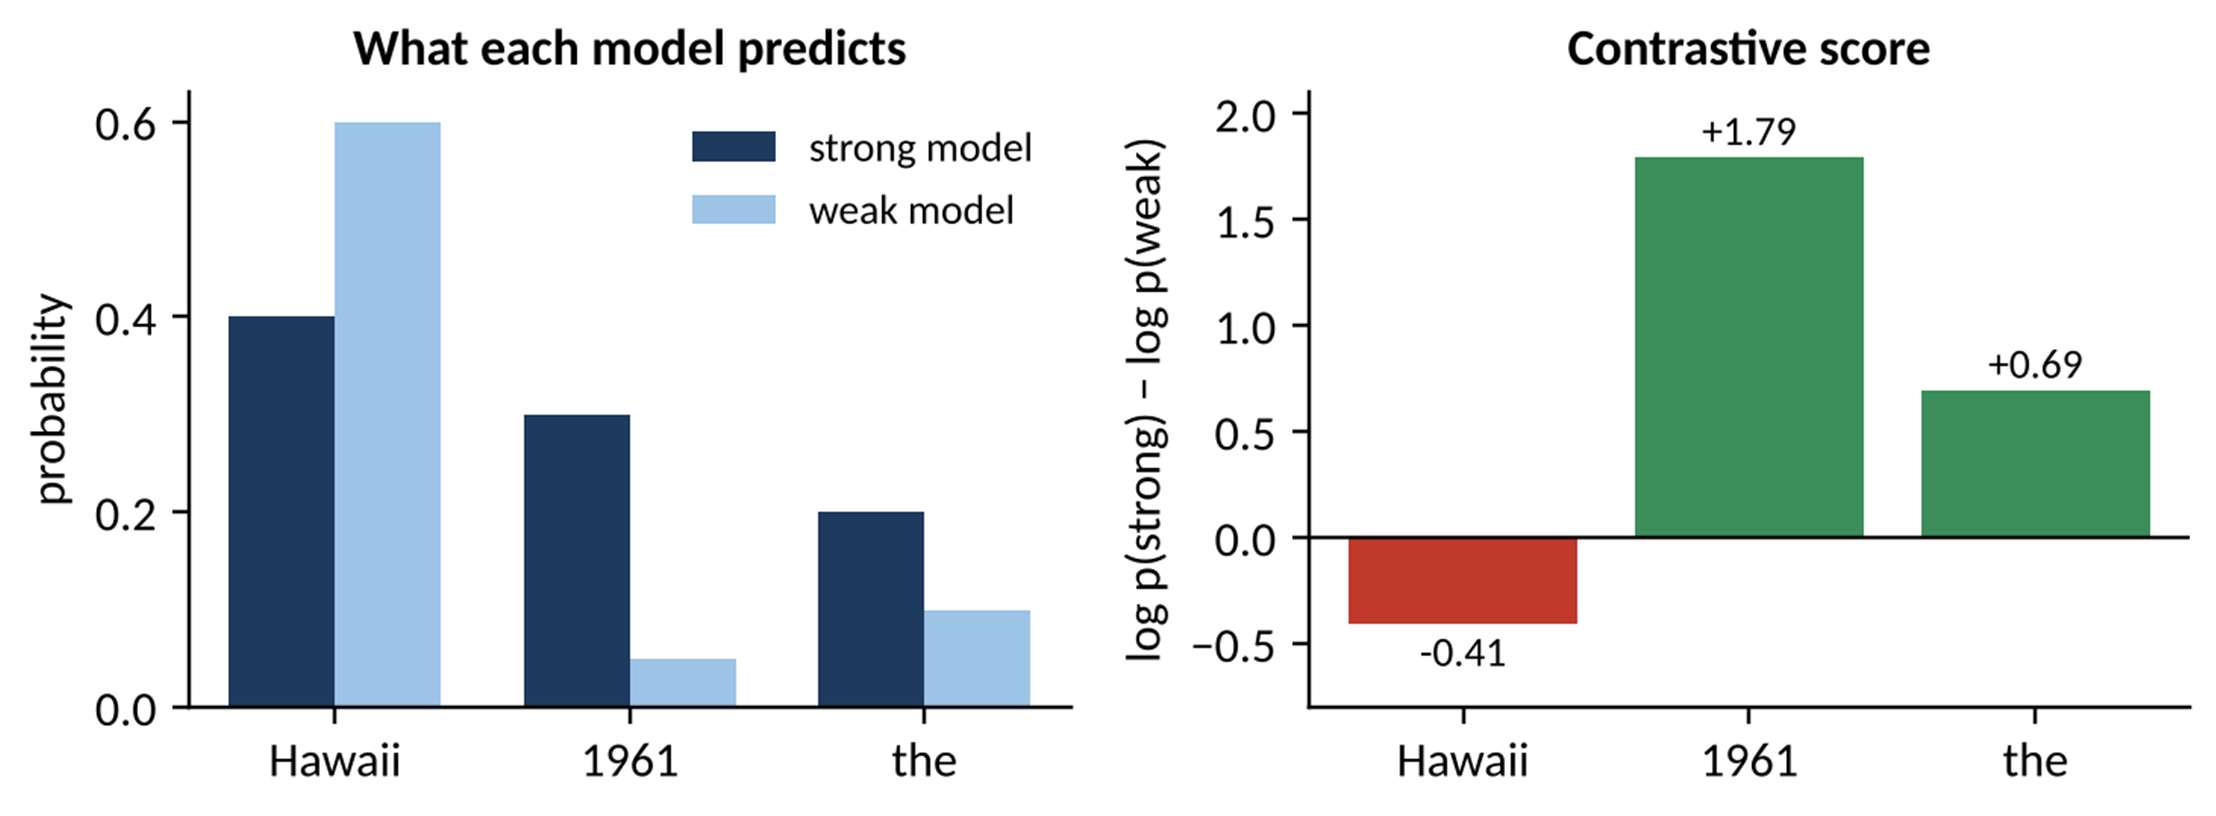 What each model predicts
probability
0.6
0.4
0.2
0.0
strong model
weak model
Hawaii
1961
the
Contrastive score
log p(strong) – log p(weak)
2.0
1.5
1.0
0.5
0.0
−0.5
+1.79
+0.69
-0.41
Hawaii
1961
the